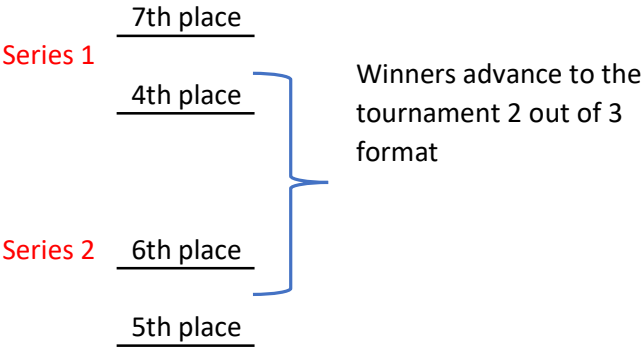 7th place
Series 1
4th place
Winners advance to the
tournament 2 out of 3
format
Series 2
6th place
5th place